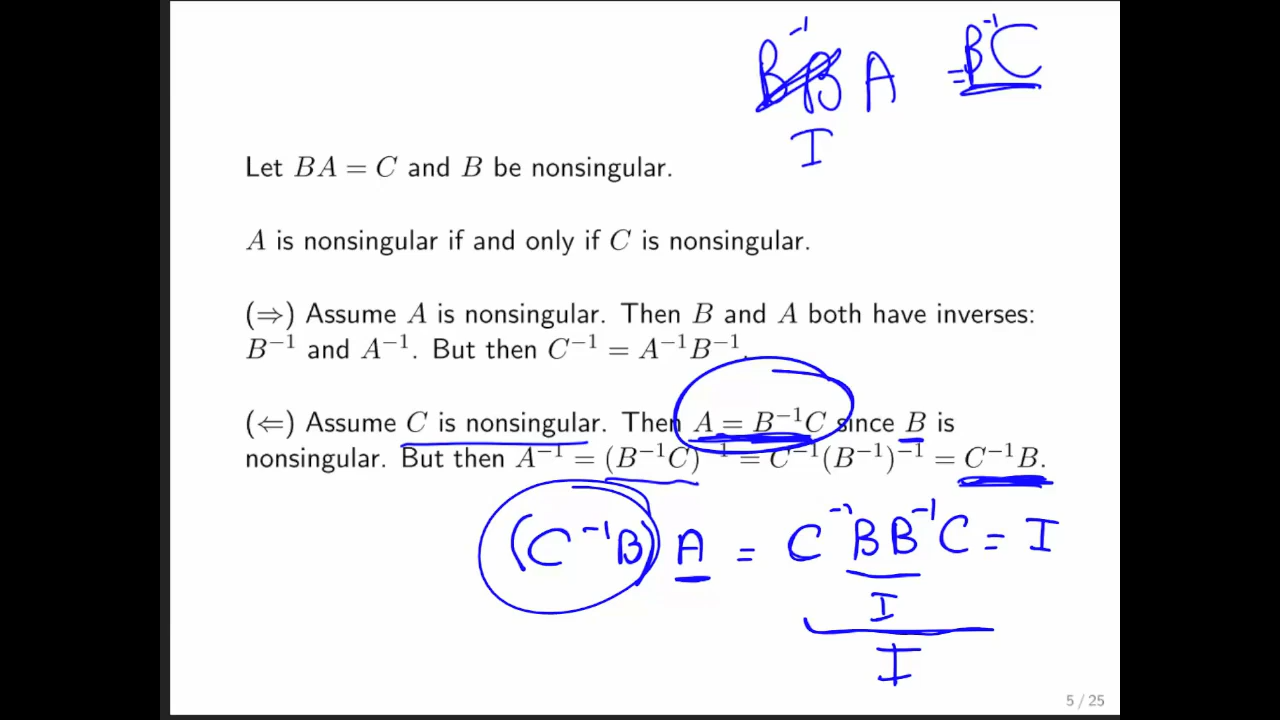 B⁻¹B A = B⁻¹C
I
Let BA = C and B be nonsingular.
A is nonsingular if and only if C is nonsingular.
(⇒) Assume A is nonsingular. Then B and A both have inverses:
B⁻¹ and A⁻¹. But then C⁻¹ = A⁻¹B⁻¹.
(⇐) Assume C is nonsingular. Then A = B⁻¹C since B is
nonsingular. But then A⁻¹ = (B⁻¹C)⁻¹ = C⁻¹(B⁻¹)⁻¹ = C⁻¹B.
(C⁻¹B) A = C⁻¹BB⁻¹C = I
I
I
5 / 25